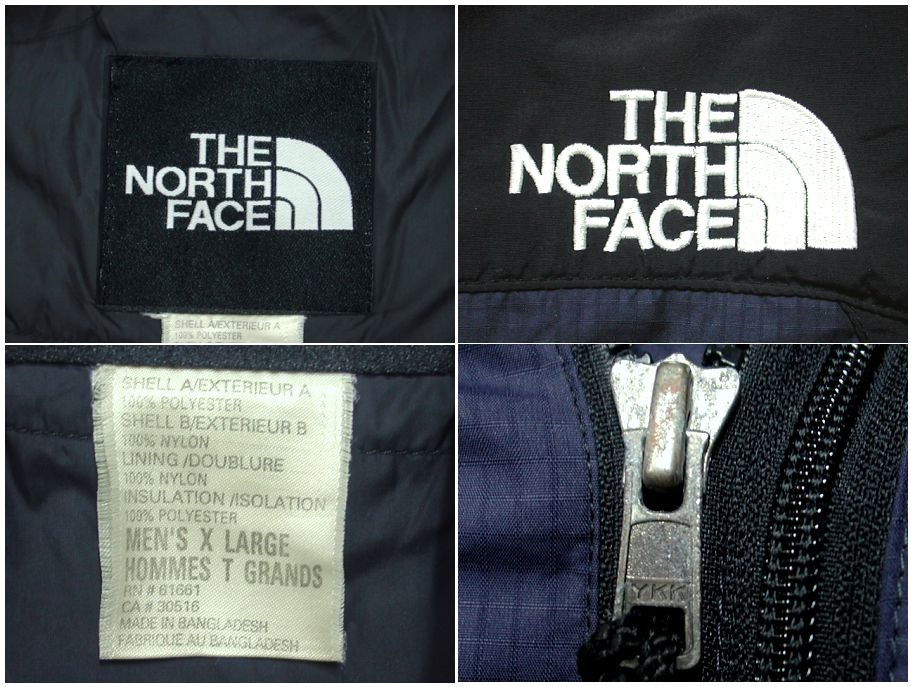 THE
NORTH
FACE
SHELL A/EXTERIEUR A
100% POLYESTER
THE
NORTH
FACE
SHELL A/EXTERIEUR A
100% POLYESTER
SHELL B/EXTERIEUR B
100% NYLON
LINING /DOUBLURE
100% NYLON
INSULATION /ISOLATION
100% POLYESTER
MEN'S X LARGE
HOMMES T GRANDS
RN # 61661
CA # 30516
MADE IN BANGLADESH
FABRIQUE AU BANGLADESH
YKK